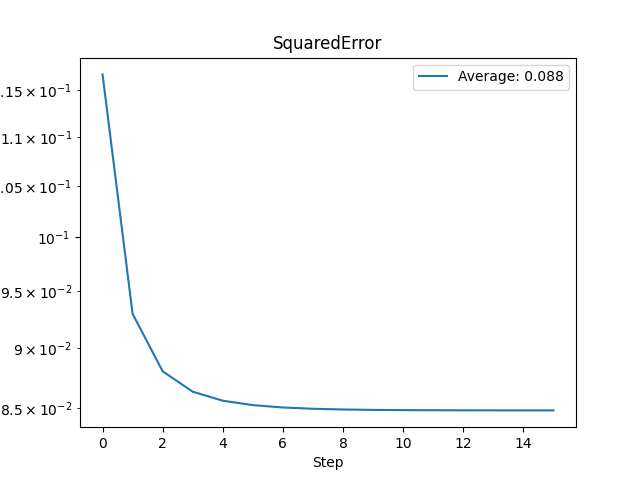 SquaredError
Average: 0.088
.15 × 10⁻¹
1.1 × 10⁻¹
.05 × 10⁻¹
10⁻¹
9.5 × 10⁻²
9 × 10⁻²
8.5 × 10⁻²
0 2 4 6 8 10 12 14
Step